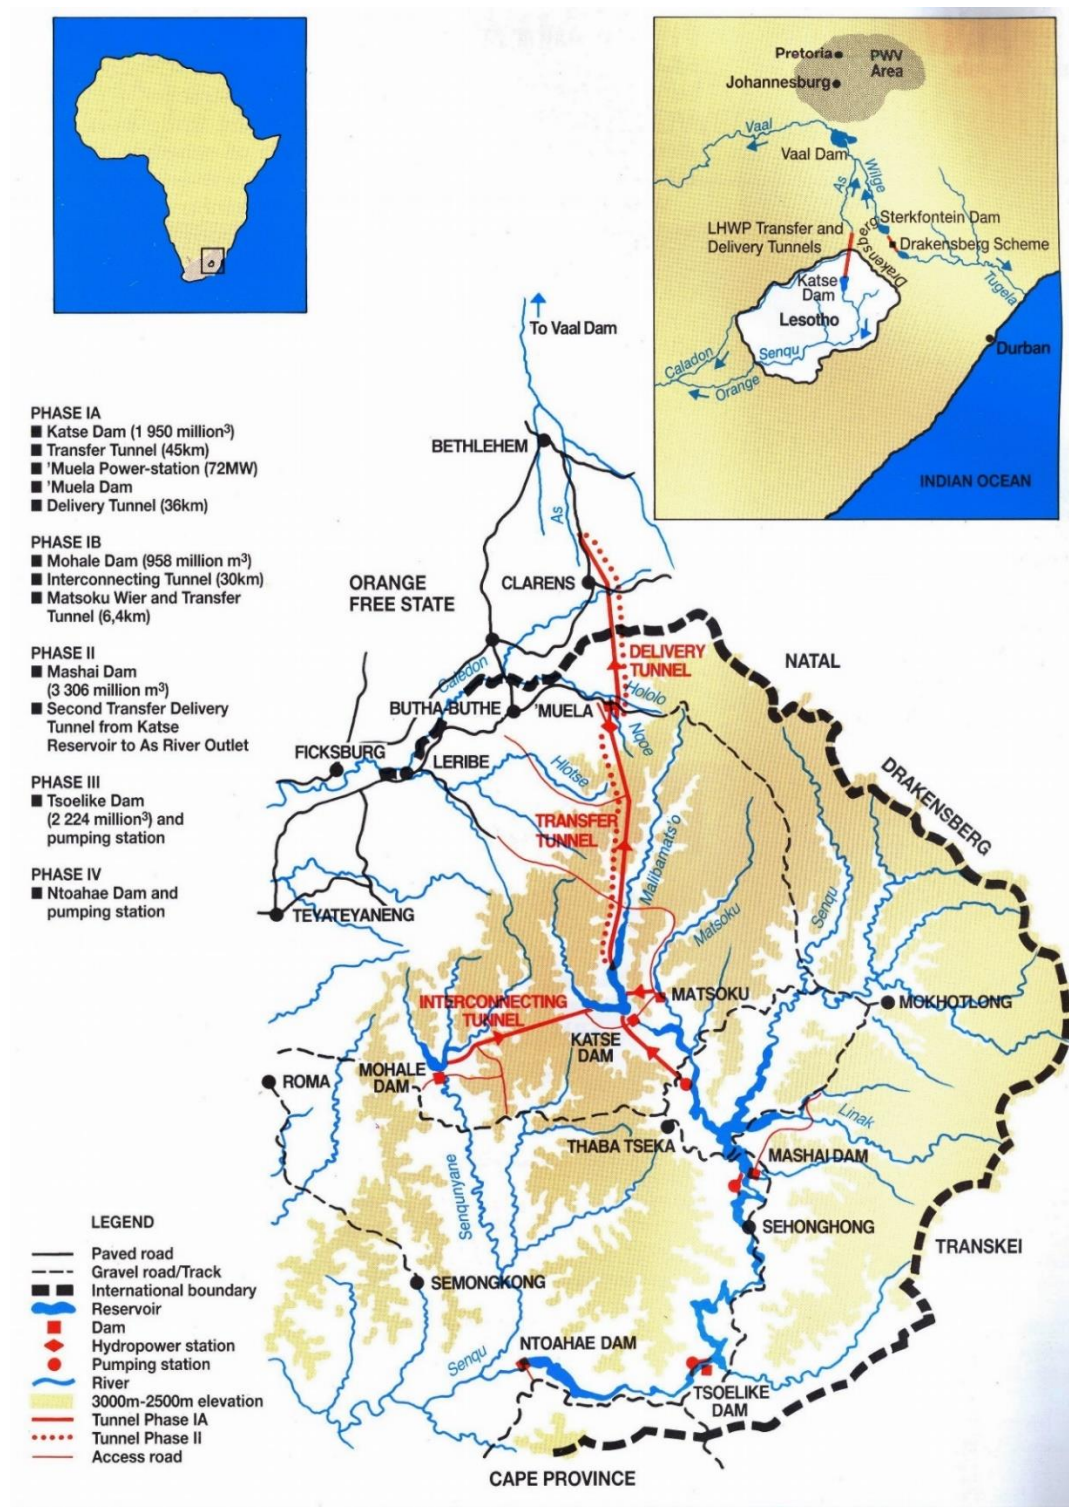 Pretoria
PWV
Area
Johannesburg
Vaal
Vaal Dam
As
Wilge
Sterkfontein Dam
LHWP Transfer and
Delivery Tunnels
Drakensberg
Drakensberg Scheme
Tugela
Katse
Dam
Lesotho
Senqu
Caladon
Orange
Durban
INDIAN OCEAN
To Vaal Dam
PHASE IA
■ Katse Dam (1 950 million³)
■ Transfer Tunnel (45km)
■ 'Muela Power-station (72MW)
■ 'Muela Dam
■ Delivery Tunnel (36km)
PHASE IB
■ Mohale Dam (958 million m³)
■ Interconnecting Tunnel (30km)
■ Matsoku Wier and Transfer
Tunnel (6,4km)
PHASE II
■ Mashai Dam
(3 306 million m³)
■ Second Transfer Delivery
Tunnel from Katse
Reservoir to As River Outlet
PHASE III
■ Tsoelike Dam
(2 224 million³) and
pumping station
PHASE IV
■ Ntoahae Dam and
pumping station
BETHLEHEM
As
CLARENS
ORANGE
FREE STATE
DELIVERY
TUNNEL
NATAL
Caledon
Hololo
BUTHA-BUTHE
'MUELA
Nqoe
FICKSBURG
LERIBE
Hlotse
DRAKENSBERG
TRANSFER
TUNNEL
Malibamats'o
TEYATEYANENG
Matsoku
Senqu
INTERCONNECTING
TUNNEL
MATSOKU
MOKHOTLONG
KATSE
DAM
MOHALE
DAM
ROMA
Linak
THABA TSEKA
MASHAI DAM
Senqunyane
SEHONGHONG
TRANSKEI
SEMONGKONG
Senqu
NTOAHAE DAM
TSOELIKE
DAM
CAPE PROVINCE
LEGEND
Paved road
Gravel road/Track
International boundary
Reservoir
Dam
Hydropower station
Pumping station
River
3000m-2500m elevation
Tunnel Phase IA
Tunnel Phase II
Access road